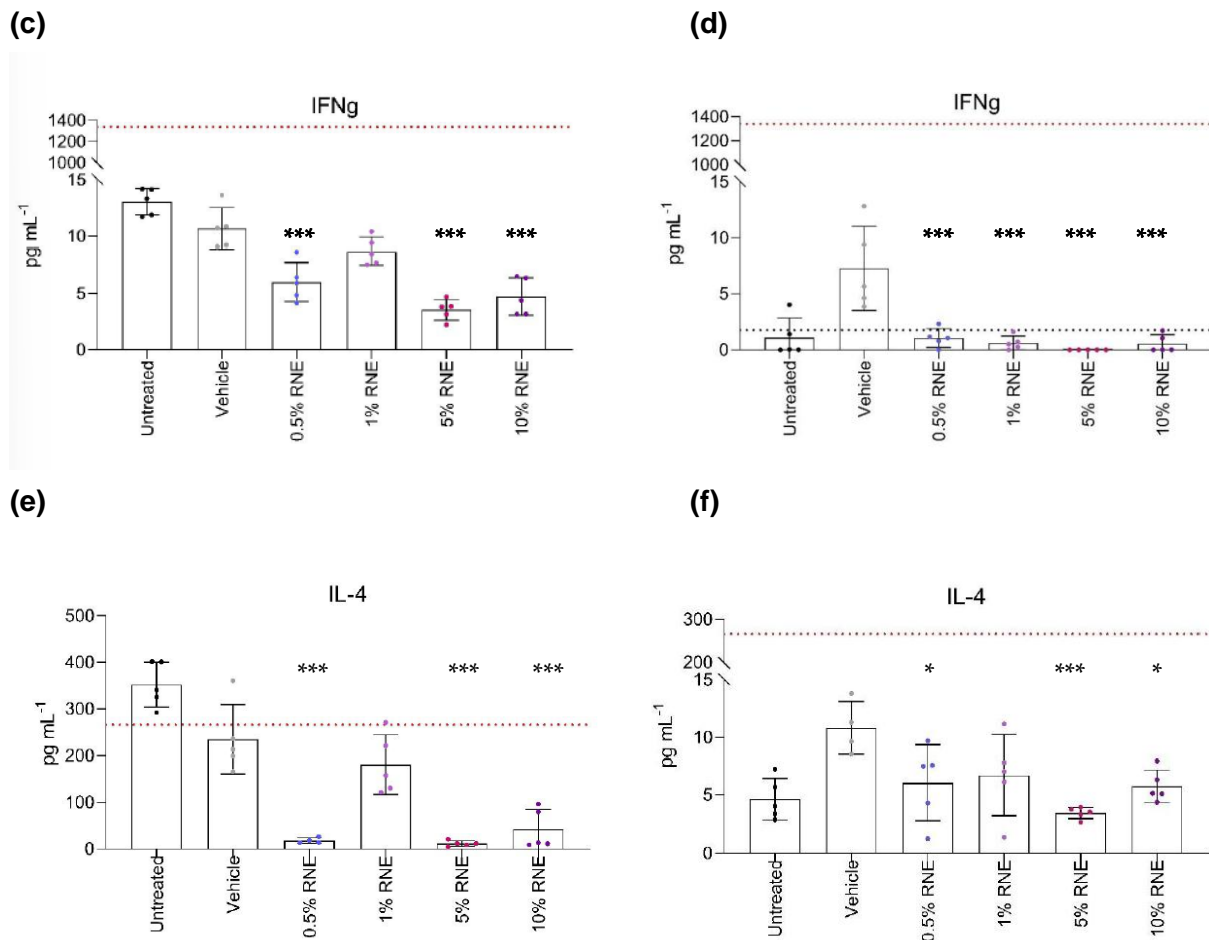 (c)
IFNg
1400
1200
1000
15
10
5
0
pg mL⁻¹
***
***
***
Untreated
Vehicle
0.5% RNE
1% RNE
5% RNE
10% RNE
(d)
IFNg
1400
1200
1000
15
10
5
0
pg mL⁻¹
***
***
***
***
Untreated
Vehicle
0.5% RNE
1% RNE
5% RNE
10% RNE
(e)
IL-4
500
400
300
200
100
0
pg mL⁻¹
***
***
***
Untreated
Vehicle
0.5% RNE
1% RNE
5% RNE
10% RNE
(f)
IL-4
300
200
15
10
5
0
pg mL⁻¹
*
***
*
Untreated
Vehicle
0.5% RNE
1% RNE
5% RNE
10% RNE